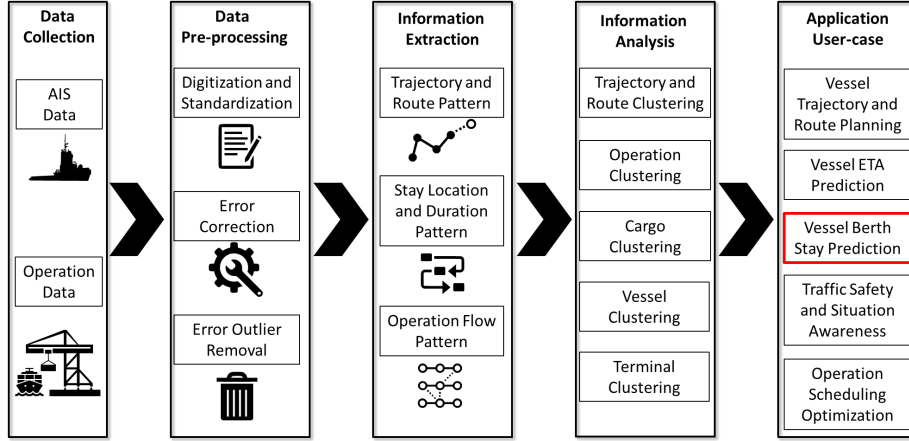 Data
Collection
AIS
Data
Operation
Data
Data
Pre-processing
Digitization and
Standardization
Error
Correction
Error Outlier
Removal
Information
Extraction
Trajectory and
Route Pattern
Stay Location
and Duration
Pattern
Operation Flow
Pattern
Information
Analysis
Trajectory and
Route Clustering
Operation
Clustering
Cargo
Clustering
Vessel
Clustering
Terminal
Clustering
Application
User-case
Vessel
Trajectory and
Route Planning
Vessel ETA
Prediction
Vessel Berth
Stay Prediction
Traffic Safety
and Situation
Awareness
Operation
Scheduling
Optimization